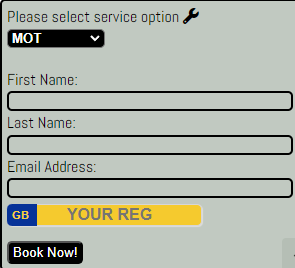 Please select service option
MOT
First Name:
Last Name:
Email Address:
GB YOUR REG
Book Now!